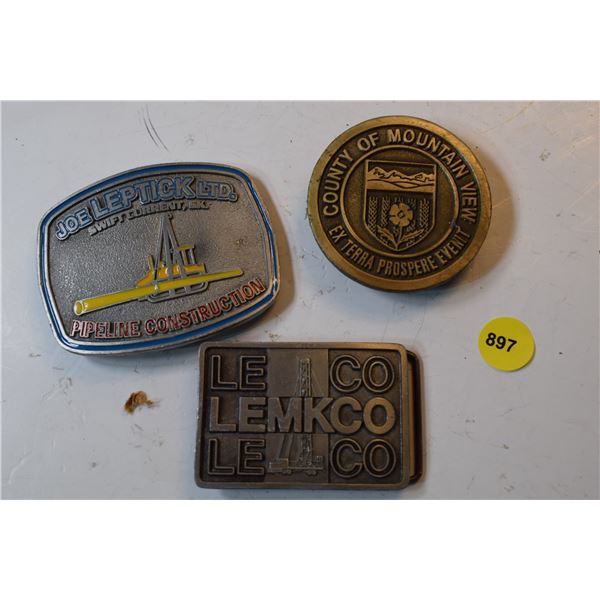 JOE LEPTICK LTD.
SWIFT CURRENT, SK.
PIPELINE CONSTRUCTION
COUNTY OF MOUNTAIN VIEW
EX TERRA PROSPERE EVENIT
LE CO
LEMKCO
LE CO
897